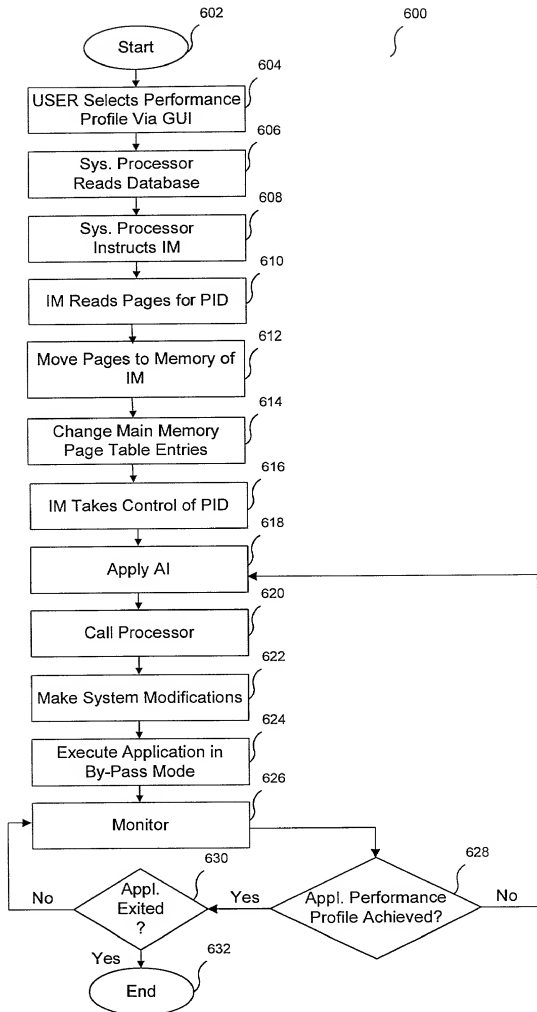 600
602
Start
604
USER Selects Performance
Profile Via GUI
606
Sys. Processor
Reads Database
608
Sys. Processor
Instructs IM
610
IM Reads Pages for PID
612
Move Pages to Memory of
IM
614
Change Main Memory
Page Table Entries
616
IM Takes Control of PID
618
Apply AI
620
Call Processor
622
Make System Modifications
624
Execute Application in
By-Pass Mode
626
Monitor
628
Appl. Performance
Profile Achieved?
No
Yes
630
Appl.
Exited
?
No
Yes
632
End